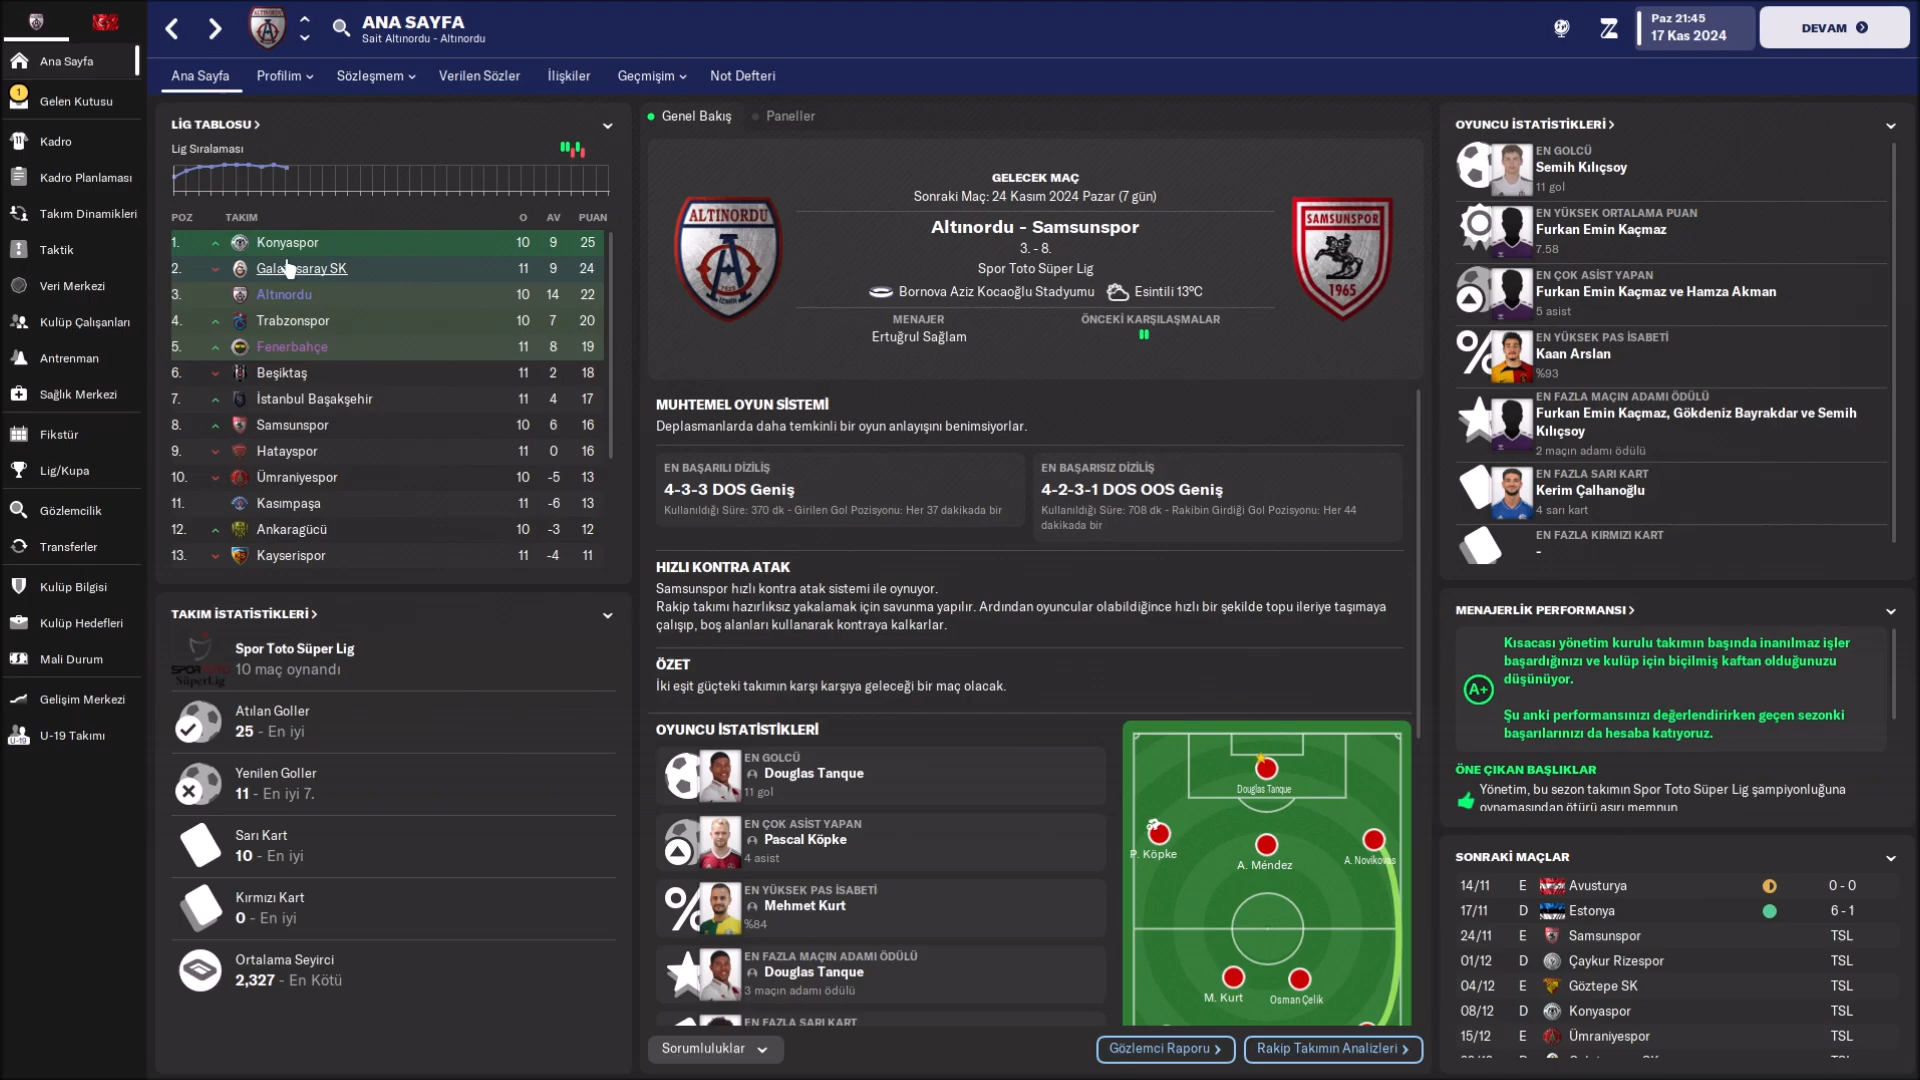 ANA SAYFA
Sait Altınordu - Altınordu
Paz 21:45
17 Kas 2024
DEVAM
Ana Sayfa
Profilim
Sözleşmem
Verilen Sözler
İlişkiler
Geçmişim
Not Defteri
Ana Sayfa
1
Gelen Kutusu
Kadro
Kadro Planlaması
Takım Dinamikleri
Taktik
Veri Merkezi
Kulüp Çalışanları
Antrenman
Sağlık Merkezi
Fikstür
Lig/Kupa
Gözlemcilik
Transferler
Kulüp Bilgisi
Kulüp Hedefleri
Mali Durum
Gelişim Merkezi
U-19 Takımı
LİG TABLOSU
Lig Sıralaması
POZ TAKIM O AV PUAN
1. Konyaspor 10 9 25
2. Galatasaray SK 11 9 24
3. Altınordu 10 14 22
4. Trabzonspor 10 7 20
5. Fenerbahçe 11 8 19
6. Beşiktaş 11 2 18
7. İstanbul Başakşehir 11 4 17
8. Samsunspor 10 6 16
9. Hatayspor 11 0 16
10. Ümraniyespor 10 -5 13
11. Kasımpaşa 11 -6 13
12. Ankaragücü 10 -3 12
13. Kayserispor 11 -4 11
TAKIM İSTATİSTİKLERİ
Spor Toto Süper Lig
10 maç oynandı
Atılan Goller
25 - En iyi
Yenilen Goller
11 - En iyi 7.
Sarı Kart
10 - En iyi
Kırmızı Kart
0 - En iyi
Ortalama Seyirci
2,327 - En Kötü
Genel Bakış
Paneller
GELECEK MAÇ
Sonraki Maç: 24 Kasım 2024 Pazar (7 gün)
ALTINORDU
SAMSUNSPOR
1965
Altınordu - Samsunspor
3. - 8.
Spor Toto Süper Lig
Bornova Aziz Kocaoğlu Stadyumu Esintili 13ºC
MENAJER
Ertuğrul Sağlam
ÖNCEKİ KARŞILAŞMALAR
MUHTEMEL OYUN SİSTEMİ
Deplasmanlarda daha temkinli bir oyun anlayışını benimsiyorlar.
EN BAŞARILI DİZİLİŞ
4-3-3 DOS Geniş
Kullanıldığı Süre: 370 dk - Girilen Gol Pozisyonu: Her 37 dakikada bir
EN BAŞARISIZ DİZİLİŞ
4-2-3-1 DOS OOS Geniş
Kullanıldığı Süre: 708 dk - Rakibin Girdiği Gol Pozisyonu: Her 44
dakikada bir
HIZLI KONTRA ATAK
Samsunspor hızlı kontra atak sistemi ile oynuyor.
Rakip takımı hazırlıksız yakalamak için savunma yapılır. Ardından oyuncular olabildiğince hızlı bir şekilde topu ileriye taşımaya
çalışıp, boş alanları kullanarak kontraya kalkarlar.
ÖZET
İki eşit güçteki takımın karşı karşıya geleceği bir maç olacak.
OYUNCU İSTATİSTİKLERİ
EN GOLCÜ
Douglas Tanque
11 gol
EN ÇOK ASİST YAPAN
Pascal Köpke
4 asist
EN YÜKSEK PAS İSABETİ
Mehmet Kurt
%84
EN FAZLA MAÇIN ADAMI ÖDÜLÜ
Douglas Tanque
3 maçın adamı ödülü
EN FAZLA SARI KART
Douglas Tanque
P. Köpke
A. Méndez
A. Novikovas
M. Kurt
Osman Çelik
Sorumluluklar
Gözlemci Raporu
Rakip Takımın Analizleri
OYUNCU İSTATİSTİKLERİ
EN GOLCÜ
Semih Kılıçsoy
11 gol
EN YÜKSEK ORTALAMA PUAN
Furkan Emin Kaçmaz
7.58
EN ÇOK ASİST YAPAN
Furkan Emin Kaçmaz ve Hamza Akman
5 asist
EN YÜKSEK PAS İSABETİ
Kaan Arslan
%93
EN FAZLA MAÇIN ADAMI ÖDÜLÜ
Furkan Emin Kaçmaz, Gökdeniz Bayrakdar ve Semih
Kılıçsoy
2 maçın adamı ödülü
EN FAZLA SARI KART
Kerim Çalhanoğlu
4 sarı kart
EN FAZLA KIRMIZI KART
-
MENAJERLİK PERFORMANSI
A+
Kısacası yönetim kurulu takımın başında inanılmaz işler
başardığınızı ve kulüp için biçilmiş kaftan olduğunuzu
düşünüyor.
Şu anki performansınızı değerlendirirken geçen sezonki
başarılarınızı da hesaba katıyoruz.
ÖNE ÇIKAN BAŞLIKLAR
Yönetim, bu sezon takımın Spor Toto Süper Lig şampiyonluğuna
oynamasından ötürü aşırı memnun
SONRAKİ MAÇLAR
14/11 E Avusturya 0 - 0
17/11 D Estonya 6 - 1
24/11 E Samsunspor TSL
01/12 D Çaykur Rizespor TSL
04/12 E Göztepe SK TSL
08/12 D Konyaspor TSL
15/12 E Ümraniyespor TSL